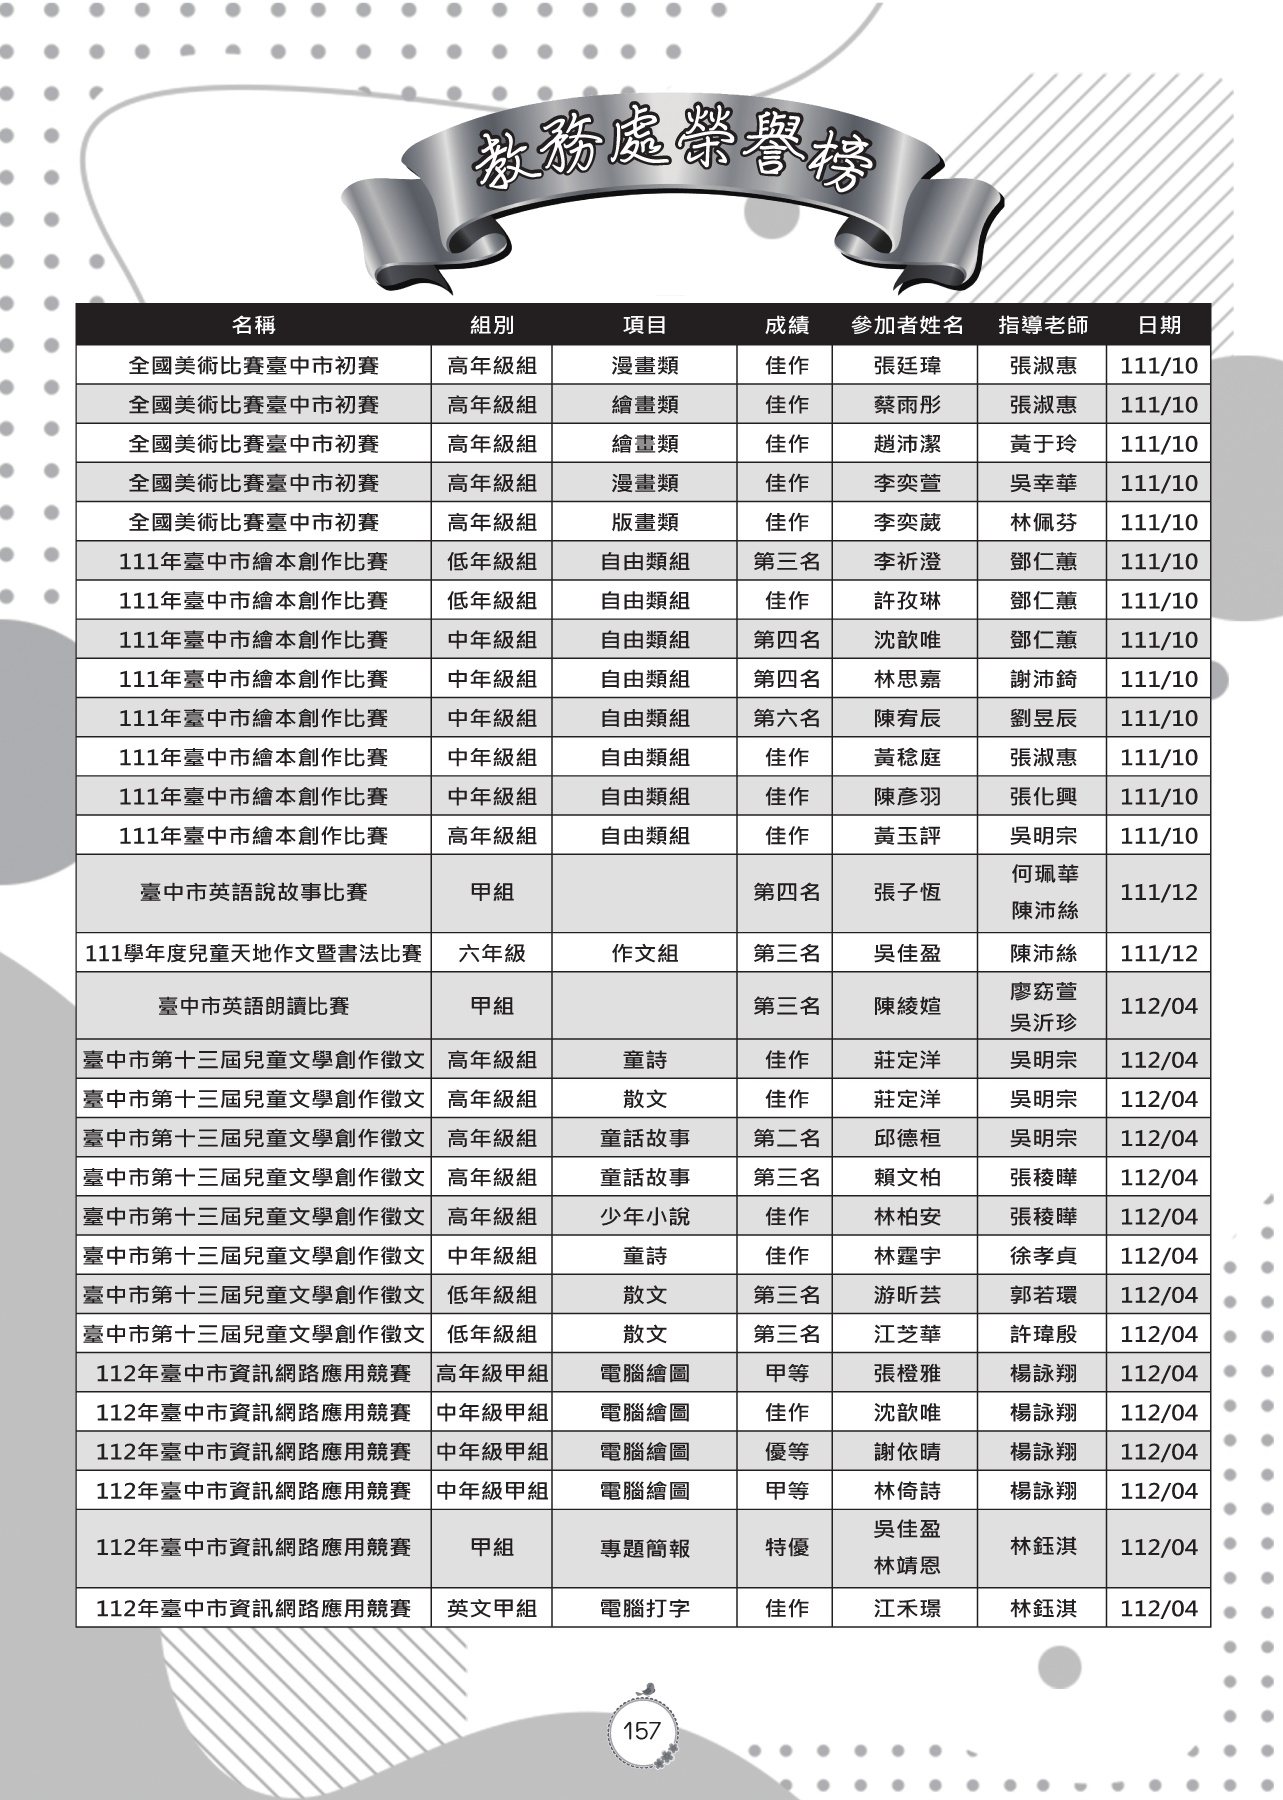 教務處榮譽榜
名稱 組別 項目 成績 參加者姓名 指導老師 日期
全國美術比賽臺中市初賽 高年級組 漫畫類 佳作 張廷瑋 張淑惠 111/10
全國美術比賽臺中市初賽 高年級組 繪畫類 佳作 蔡雨彤 張淑惠 111/10
全國美術比賽臺中市初賽 高年級組 繪畫類 佳作 趙沛潔 黃于玲 111/10
全國美術比賽臺中市初賽 高年級組 漫畫類 佳作 李奕萱 吳幸華 111/10
全國美術比賽臺中市初賽 高年級組 版畫類 佳作 李奕葳 林佩芬 111/10
111年臺中市繪本創作比賽 低年級組 自由類組 第三名 李祈澄 鄧仁蕙 111/10
111年臺中市繪本創作比賽 低年級組 自由類組 佳作 許孜琳 鄧仁蕙 111/10
111年臺中市繪本創作比賽 中年級組 自由類組 第四名 沈歆唯 鄧仁蕙 111/10
111年臺中市繪本創作比賽 中年級組 自由類組 第四名 林思嘉 謝沛錡 111/10
111年臺中市繪本創作比賽 中年級組 自由類組 第六名 陳宥辰 劉昱辰 111/10
111年臺中市繪本創作比賽 中年級組 自由類組 佳作 黃稔庭 張淑惠 111/10
111年臺中市繪本創作比賽 中年級組 自由類組 佳作 陳彥羽 張化興 111/10
111年臺中市繪本創作比賽 高年級組 自由類組 佳作 黃玉評 吳明宗 111/10
臺中市英語說故事比賽 甲組 第四名 張子恆 何珮華 111/12
陳沛絲
111學年度兒童天地作文暨書法比賽 六年級 作文組 第三名 吳佳盈 陳沛絲 111/12
臺中市英語朗讀比賽 甲組 第三名 陳綾媗 廖窈萱 112/04
吳沂珍
臺中市第十三屆兒童文學創作徵文 高年級組 童詩 佳作 莊定洋 吳明宗 112/04
臺中市第十三屆兒童文學創作徵文 高年級組 散文 佳作 莊定洋 吳明宗 112/04
臺中市第十三屆兒童文學創作徵文 高年級組 童話故事 第二名 邱德桓 吳明宗 112/04
臺中市第十三屆兒童文學創作徵文 高年級組 童話故事 第三名 賴文柏 張稜曄 112/04
臺中市第十三屆兒童文學創作徵文 高年級組 少年小說 佳作 林柏安 張稜曄 112/04
臺中市第十三屆兒童文學創作徵文 中年級組 童詩 佳作 林霆宇 徐孝貞 112/04
臺中市第十三屆兒童文學創作徵文 低年級組 散文 第三名 游昕芸 郭若環 112/04
臺中市第十三屆兒童文學創作徵文 低年級組 散文 第三名 江芝華 許瑋殷 112/04
112年臺中市資訊網路應用競賽 高年級甲組 電腦繪圖 甲等 張橙雅 楊詠翔 112/04
112年臺中市資訊網路應用競賽 中年級甲組 電腦繪圖 佳作 沈歆唯 楊詠翔 112/04
112年臺中市資訊網路應用競賽 中年級甲組 電腦繪圖 優等 謝依晴 楊詠翔 112/04
112年臺中市資訊網路應用競賽 中年級甲組 電腦繪圖 甲等 林倚詩 楊詠翔 112/04
112年臺中市資訊網路應用競賽 甲組 專題簡報 特優 吳佳盈 林鈺淇 112/04
林靖恩
112年臺中市資訊網路應用競賽 英文甲組 電腦打字 佳作 江禾璟 林鈺淇 112/04
157